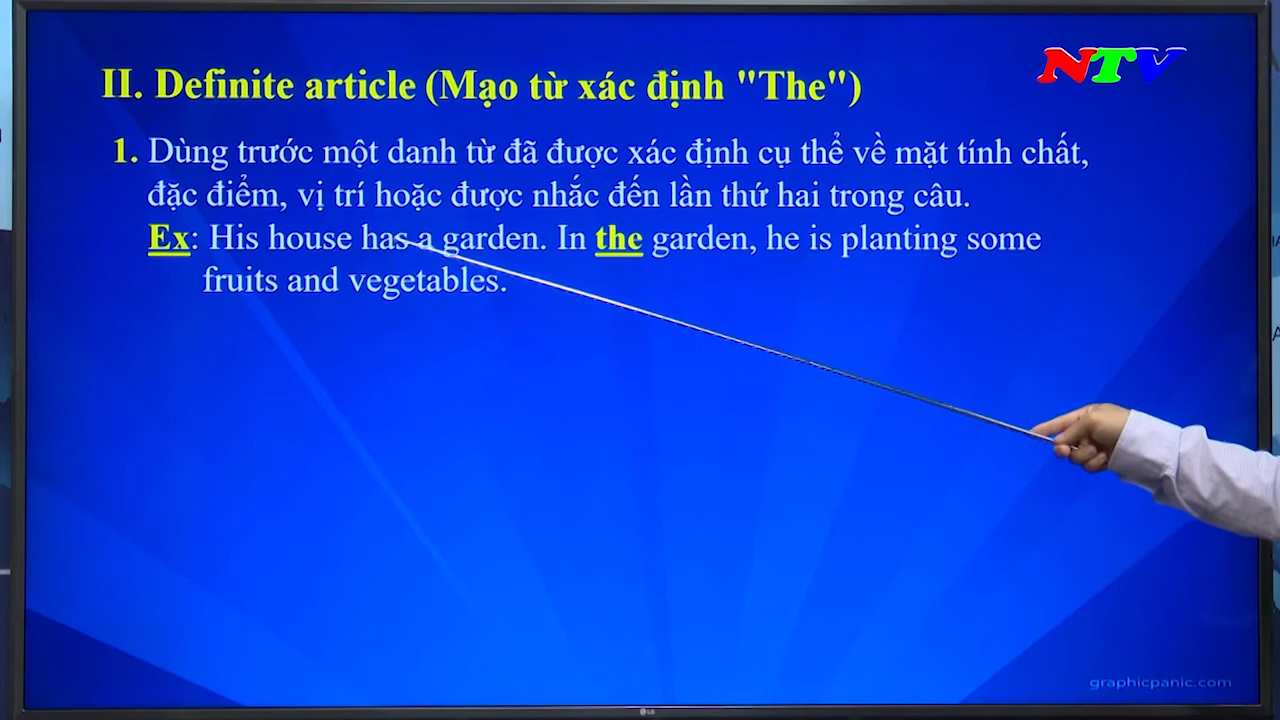 NTV
II. Definite article (Mạo từ xác định "The")
1. Dùng trước một danh từ đã được xác định cụ thể về mặt tính chất,
đặc điểm, vị trí hoặc được nhắc đến lần thứ hai trong câu.
Ex: His house has a garden. In the garden, he is planting some
fruits and vegetables.
graphicpanic.com
LG